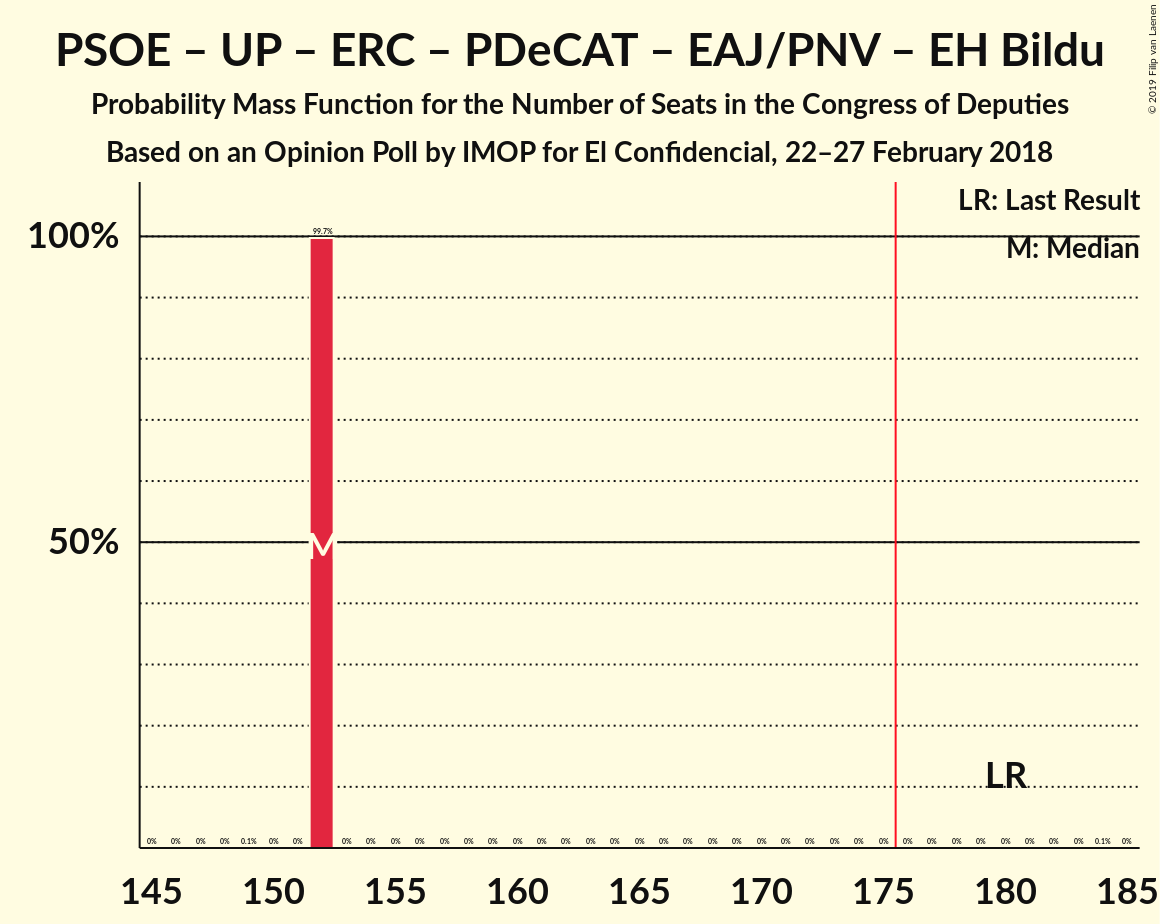 PSOE – UP – ERC – PDeCAT – EAJ/PNV – EH Bildu
Probability Mass Function for the Number of Seats in the Congress of Deputies
Based on an Opinion Poll by IMOP for El Confidencial, 22–27 February 2018
© 2019 Filip van Laenen
LR: Last Result
M: Median
100%
99.7%
50%
M
LR
0% 0% 0% 0% 0.1% 0% 0% 0% 0% 0% 0% 0% 0% 0% 0% 0% 0% 0% 0% 0% 0% 0% 0% 0% 0% 0% 0% 0% 0% 0% 0% 0% 0% 0% 0% 0% 0% 0% 0.1% 0%
145 150 155 160 165 170 175 180 185